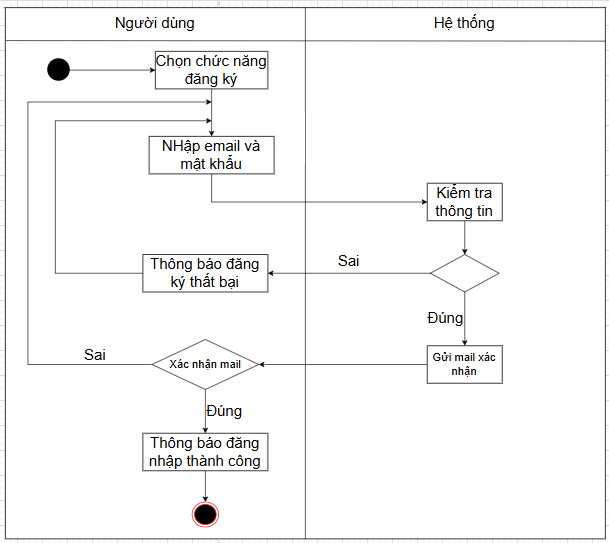 Người dùng
Hệ thống
Chọn chức năng
đăng ký
NHập email và
mật khẩu
Kiểm tra
thông tin
Sai
Thông báo đăng
ký thất bại
Đúng
Gửi mail xác
nhận
Xác nhận mail
Sai
Đúng
Thông báo đăng
nhập thành công